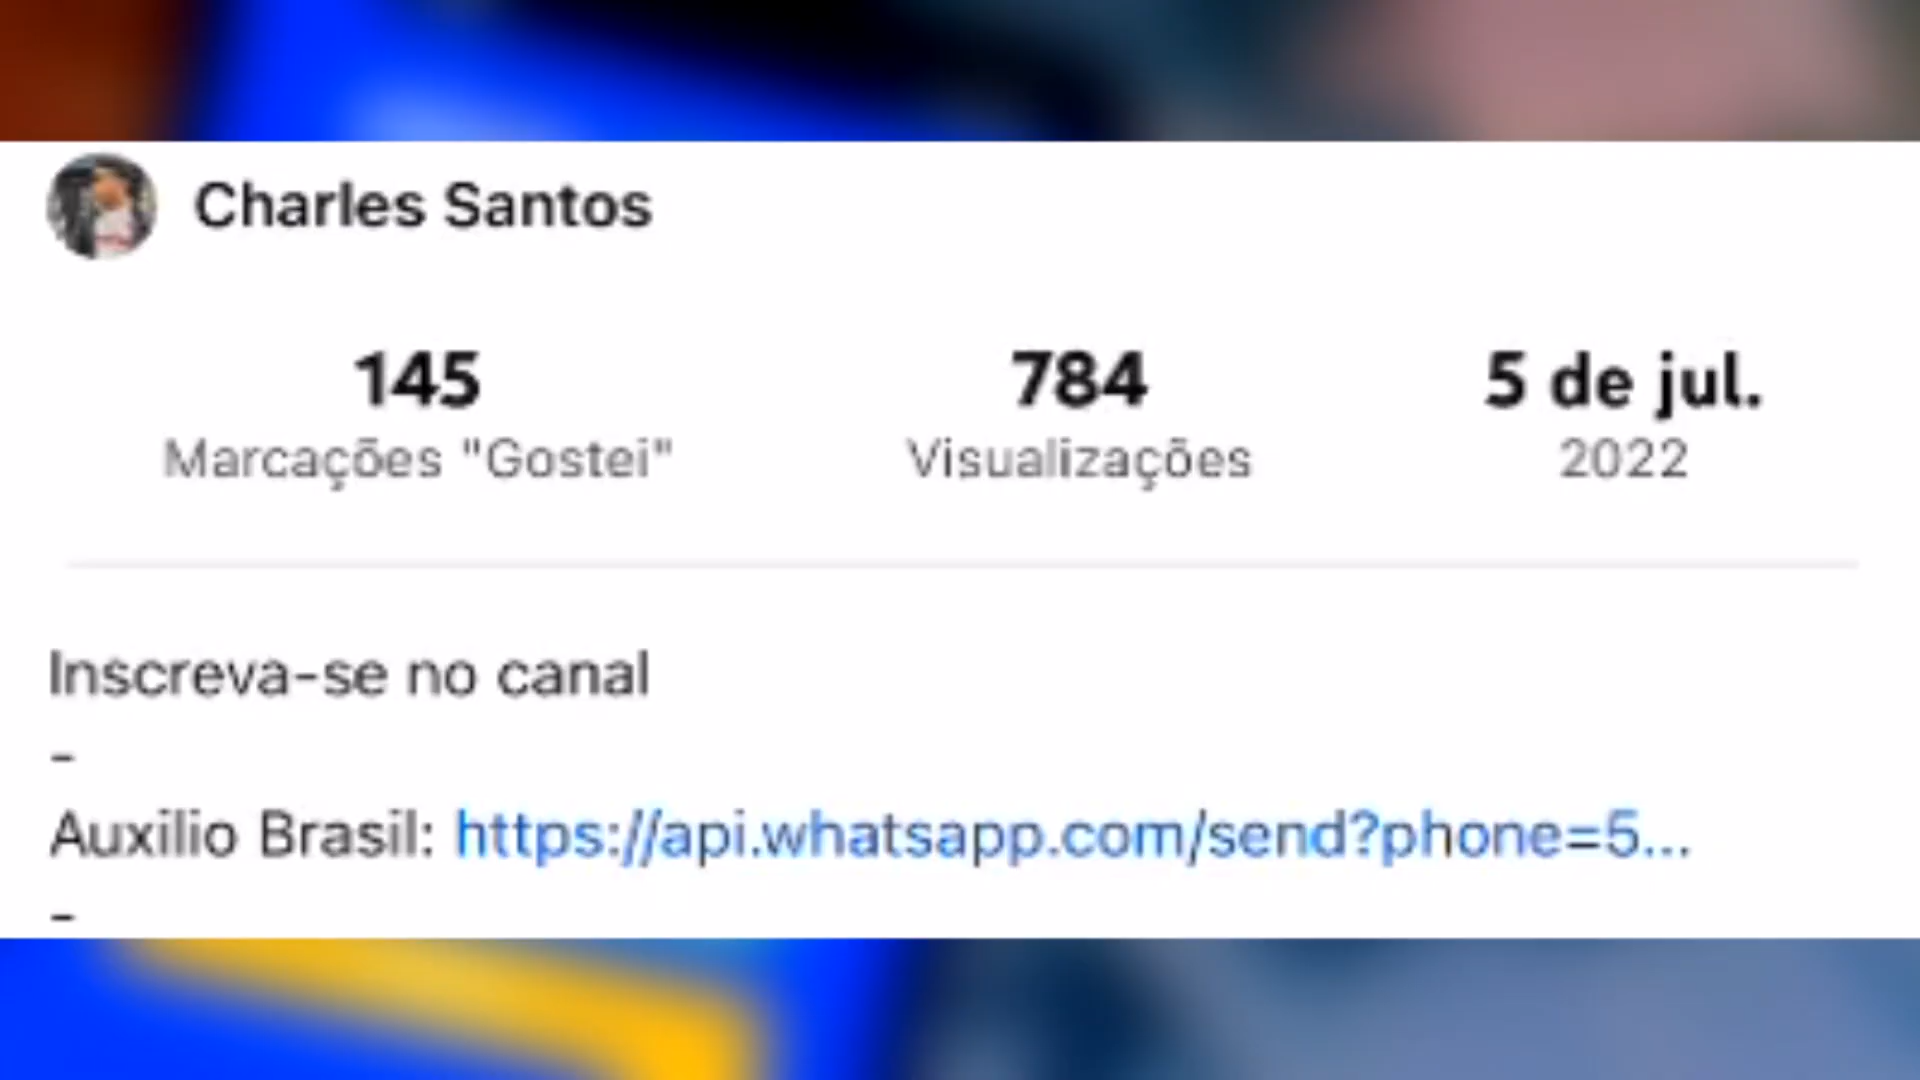 Charles Santos
145 784 5 de jul.
Marcações "Gostei" Visualizações 2022
Inscreva-se no canal
-
Auxilio Brasil: https://api.whatsapp.com/send?phone=5...
-